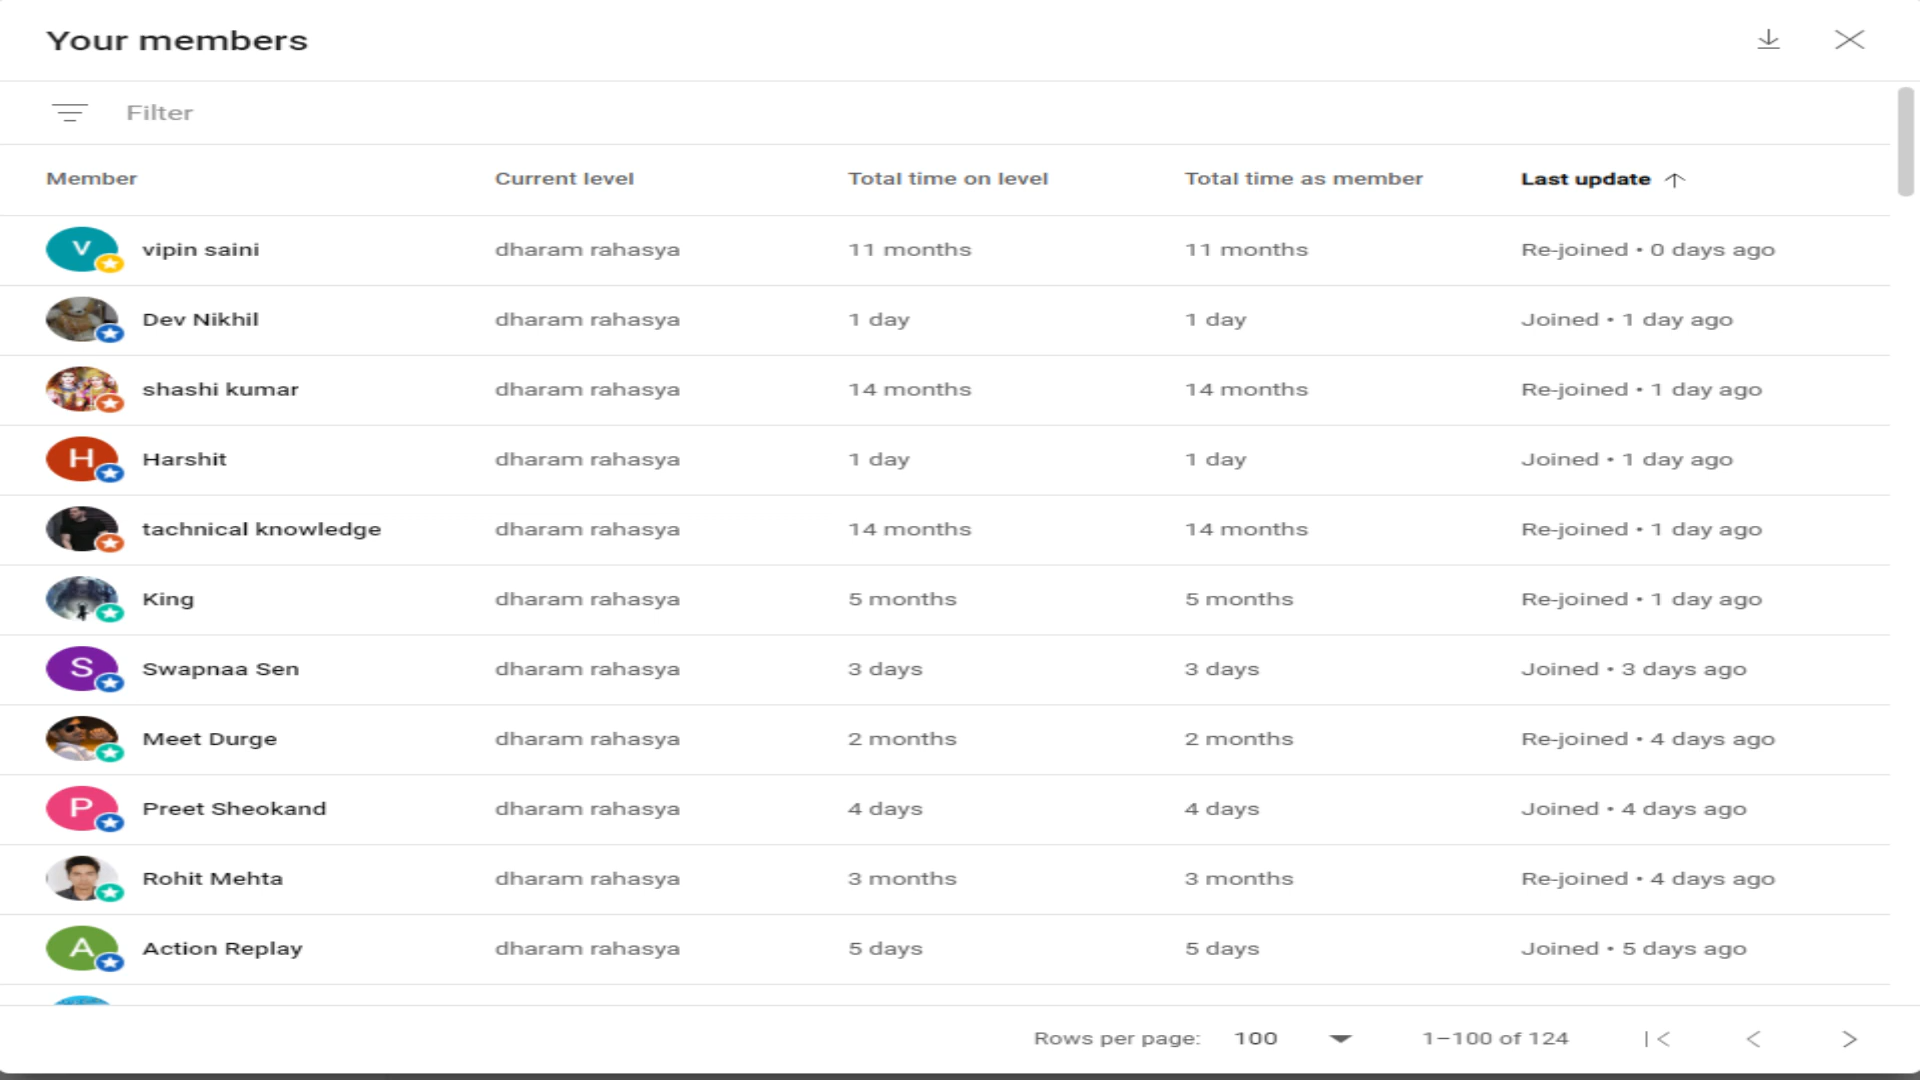 Your members
Filter
Member Current level Total time on level Total time as member Last update
V vipin saini dharam rahasya 11 months 11 months Re-joined • 0 days ago
Dev Nikhil dharam rahasya 1 day 1 day Joined • 1 day ago
shashi kumar dharam rahasya 14 months 14 months Re-joined • 1 day ago
H Harshit dharam rahasya 1 day 1 day Joined • 1 day ago
tachnical knowledge dharam rahasya 14 months 14 months Re-joined • 1 day ago
King dharam rahasya 5 months 5 months Re-joined • 1 day ago
S Swapnaa Sen dharam rahasya 3 days 3 days Joined • 3 days ago
Meet Durge dharam rahasya 2 months 2 months Re-joined • 4 days ago
P Preet Sheokand dharam rahasya 4 days 4 days Joined • 4 days ago
Rohit Mehta dharam rahasya 3 months 3 months Re-joined • 4 days ago
A Action Replay dharam rahasya 5 days 5 days Joined • 5 days ago
Rows per page: 100 1–100 of 124